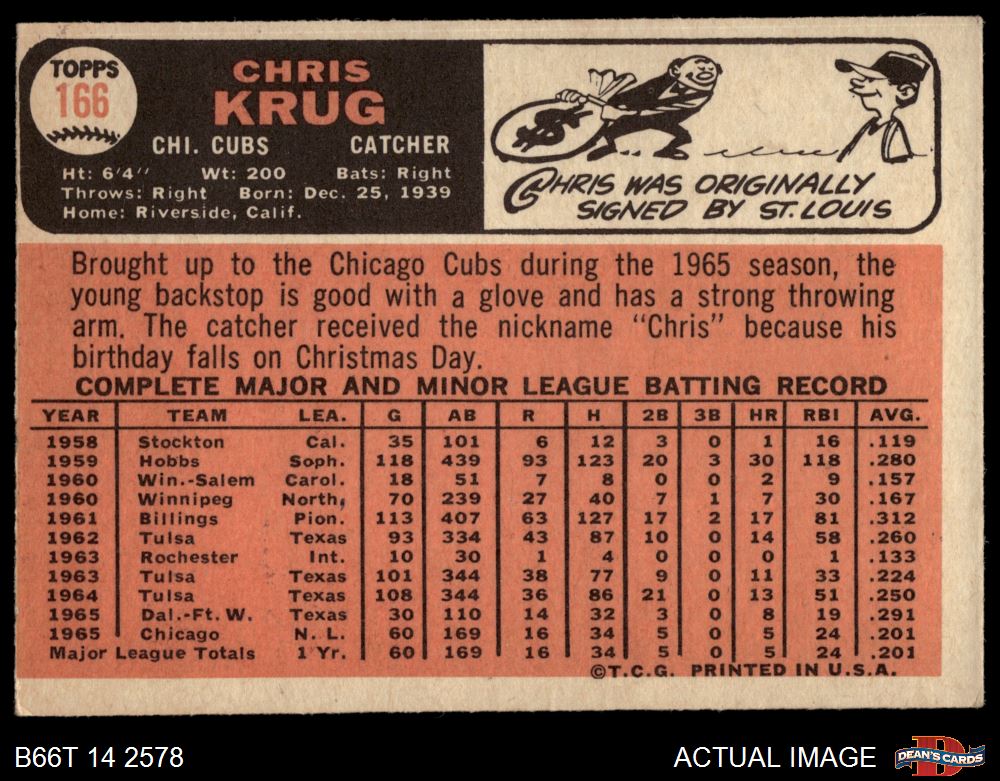 TOPPS
166
CHRIS
KRUG
CHI. CUBS CATCHER
Ht: 6'4" Wt: 200 Bats: Right
Throws: Right Born: Dec. 25, 1939
Home: Riverside, Calif.
CHRIS WAS ORIGINALLY
SIGNED BY ST. LOUIS
Brought up to the Chicago Cubs during the 1965 season, the
young backstop is good with a glove and has a strong throwing
arm. The catcher received the nickname "Chris" because his
birthday falls on Christmas Day.
COMPLETE MAJOR AND MINOR LEAGUE BATTING RECORD
YEAR TEAM LEA. G AB R H 2B 3B HR RBI AVG.
1958 Stockton Cal. 35 101 6 12 3 0 1 16 .119
1959 Hobbs Soph. 118 439 93 123 20 3 30 118 .280
1960 Win.-Salem Carol. 18 51 7 8 0 0 2 9 .157
1960 Winnipeg North. 70 239 27 40 7 1 7 30 .167
1961 Billings Pion. 113 407 63 127 17 2 17 81 .312
1962 Tulsa Texas 93 334 43 87 10 0 14 58 .260
1963 Rochester Int. 10 30 1 4 0 0 0 1 .133
1963 Tulsa Texas 101 344 38 77 9 0 11 33 .224
1964 Tulsa Texas 108 344 36 86 21 0 13 51 .250
1965 Dal.-Ft. W. Texas 30 110 14 32 3 0 8 19 .291
1965 Chicago N. L. 60 169 16 34 5 0 5 24 .201
Major League Totals 1 Yr. 60 169 16 34 5 0 5 24 .201
©T.C.G. PRINTED IN U.S.A.
B66T 14 2578 ACTUAL IMAGE DEAN'S CARDS